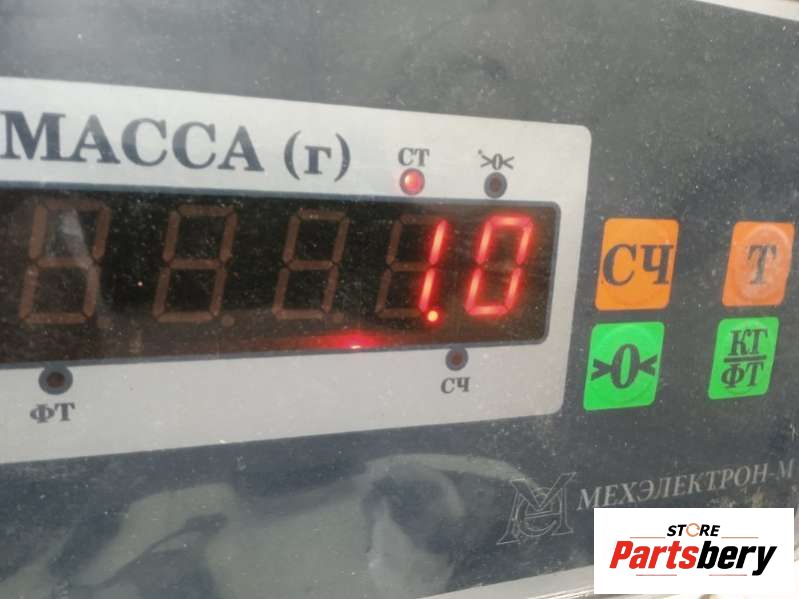 МАССА (г)
СТ >0<
1.0
ФТ СЧ
СЧ Т
>0< КГ/ФТ
МЕХЭЛЕКТРОН-М
STORE
Partsbery